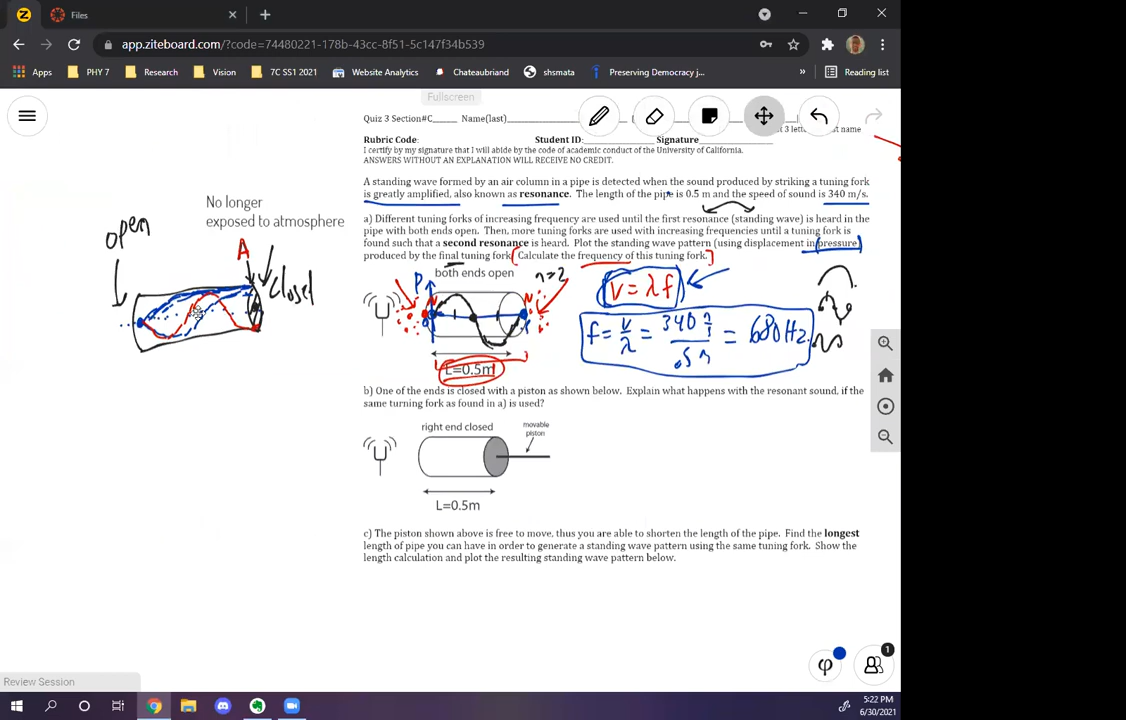 Files
app.ziteboard.com/?code=74480221-178b-43cc-8f51-5c147f34b539
Apps PHY 7 Research Vision 7C SS1 2021 Website Analytics Chateaubriand shsmata Preserving Democracy j... » Reading list
Fullscreen
Quiz 3 Section#C_____ Name(last)
Rubric Code: Student ID: Signature
I certify by my signature that I will abide by the code of academic conduct of the University of California.
ANSWERS WITHOUT AN EXPLANATION WILL RECEIVE NO CREDIT.
A standing wave formed by an air column in a pipe is detected when the sound produced by striking a tuning fork
is greatly amplified, also known as resonance. The length of the pipe is 0.5 m and the speed of sound is 340 m/s.
a) Different tuning forks of increasing frequency are used until the first resonance (standing wave) is heard in the
pipe with both ends open. Then, more tuning forks are used with increasing frequencies until a tuning fork is
found such that a second resonance is heard. Plot the standing wave pattern (using displacement in pressure)
produced by the final tuning fork. Calculate the frequency of this tuning fork.
No longer
exposed to atmosphere
open
A
closed
both ends open
n=2
P
v = λf
f = v/λ = 340 m/s / .5 m = 680 Hz.
L=0.5m
b) One of the ends is closed with a piston as shown below. Explain what happens with the resonant sound, if the
same turning fork as found in a) is used?
right end closed
movable
piston
L=0.5m
c) The piston shown above is free to move, thus you are able to shorten the length of the pipe. Find the longest
length of pipe you can have in order to generate a standing wave pattern using the same tuning fork. Show the
length calculation and plot the resulting standing wave pattern below.
1
Review Session
5:22 PM
6/30/2021